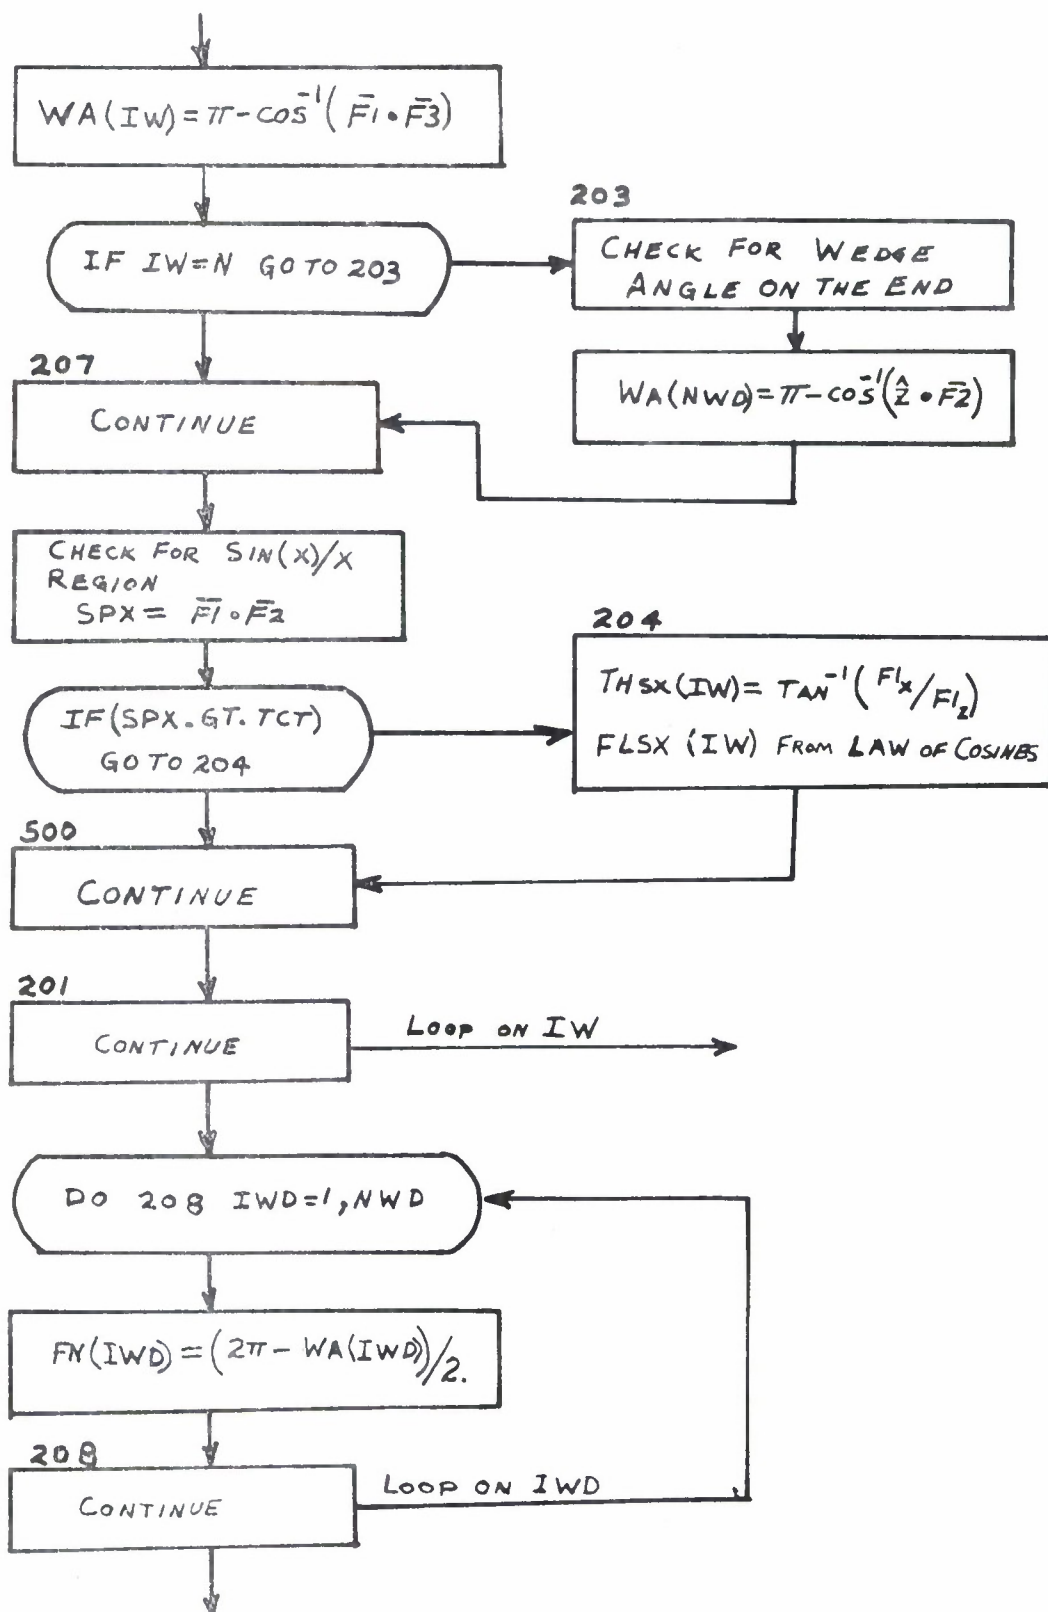 WA(IW)=π-cos⁻¹(F̄1·F̄3)
IF IW=N GO TO 203
203
CHECK FOR WEDGE
ANGLE ON THE END
WA(NWD)=π-cos⁻¹(ẑ·F̄2)
207
CONTINUE
CHECK FOR SIN(X)/X
REGION
SPX= F̄1·F̄2
IF(SPX.GT.TCT)
GO TO 204
204
THSX(IW)= TAN⁻¹(F1x/F1z)
FLSX(IW) FROM LAW OF COSINES
500
CONTINUE
201
CONTINUE
LOOP ON IW
DO 208 IWD=1,NWD
FN(IWD)=(2π-WA(IWD))/2.
208
CONTINUE
LOOP ON IWD